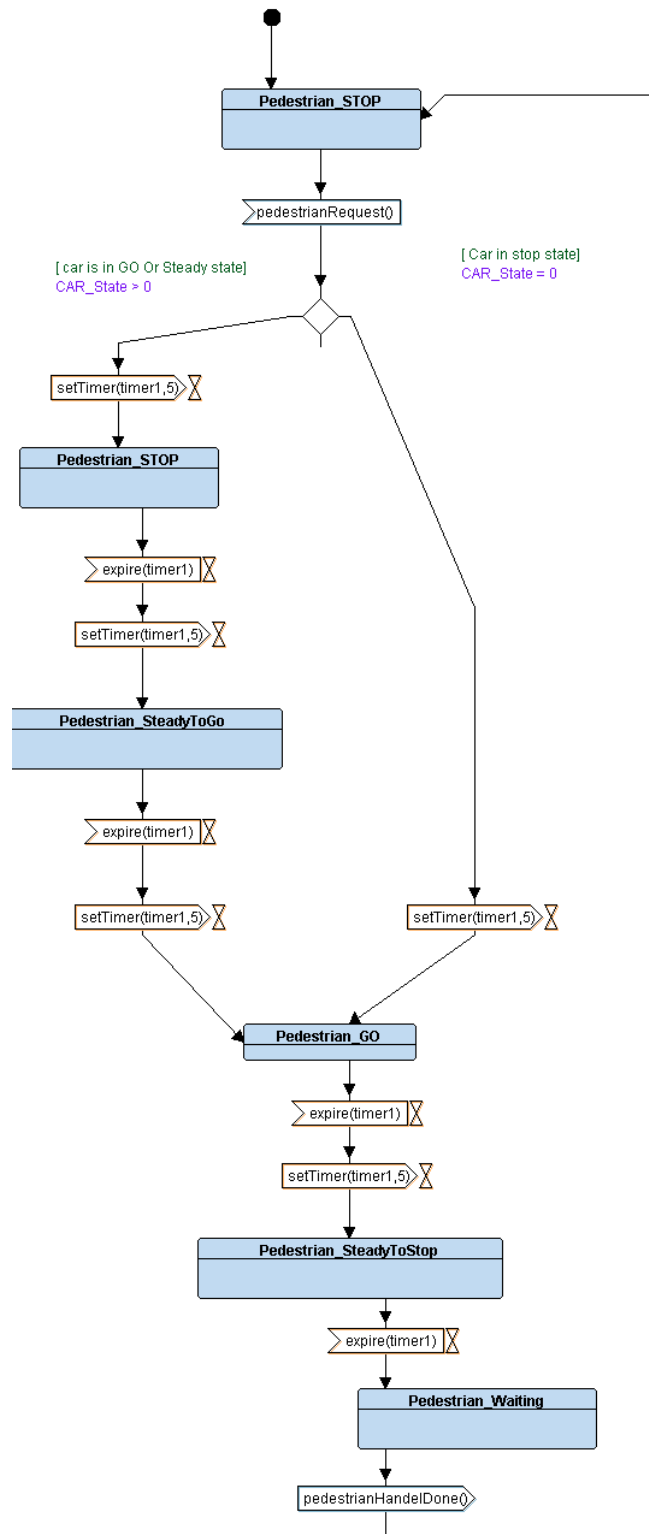 Pedestrian_STOP
pedestrianRequest()
[ car is in GO Or Steady state]
CAR_State > 0
[ Car in stop state]
CAR_State = 0
setTimer(timer1,5)
Pedestrian_STOP
expire(timer1)
setTimer(timer1,5)
Pedestrian_SteadyToGo
expire(timer1)
setTimer(timer1,5)
setTimer(timer1,5)
Pedestrian_GO
expire(timer1)
setTimer(timer1,5)
Pedestrian_SteadyToStop
expire(timer1)
Pedestrian_Waiting
pedestrianHandelDone()